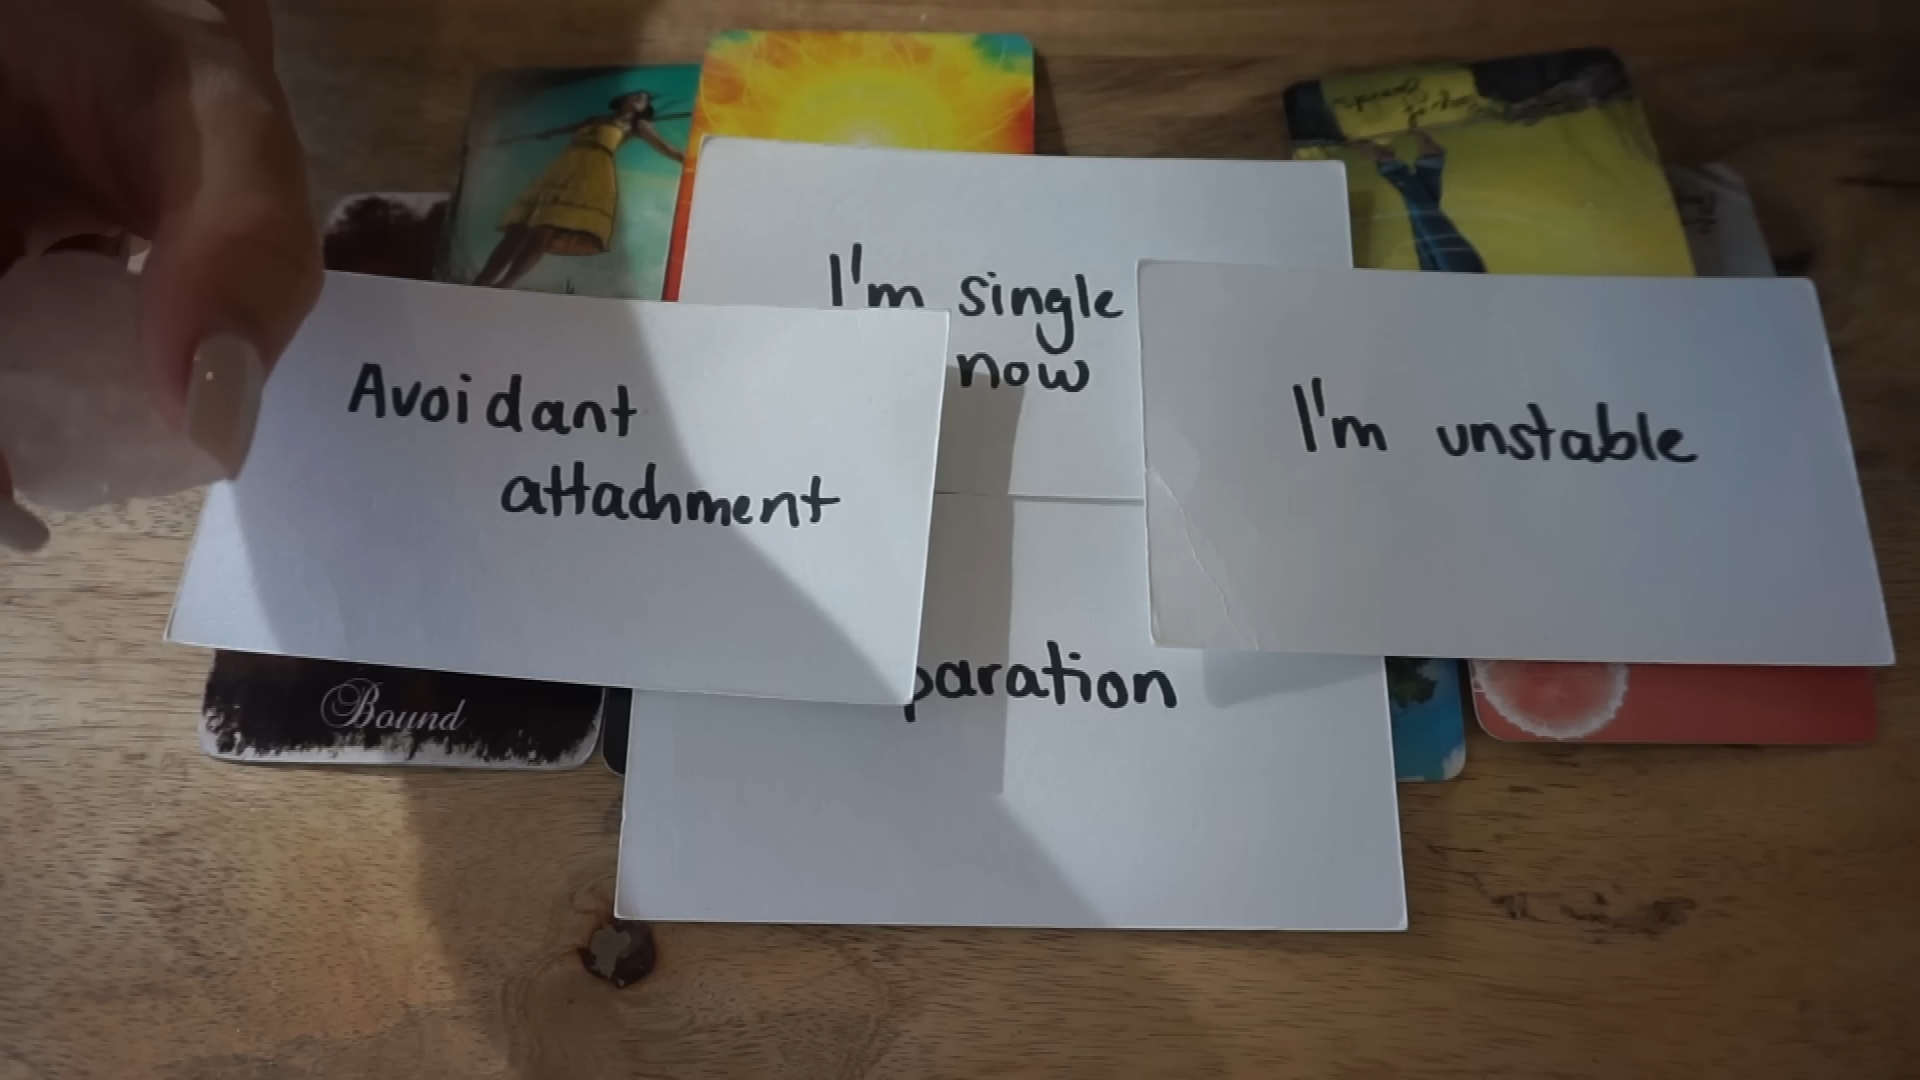 I'm single
now
Avoidant
attachment
I'm unstable
paration
Bound